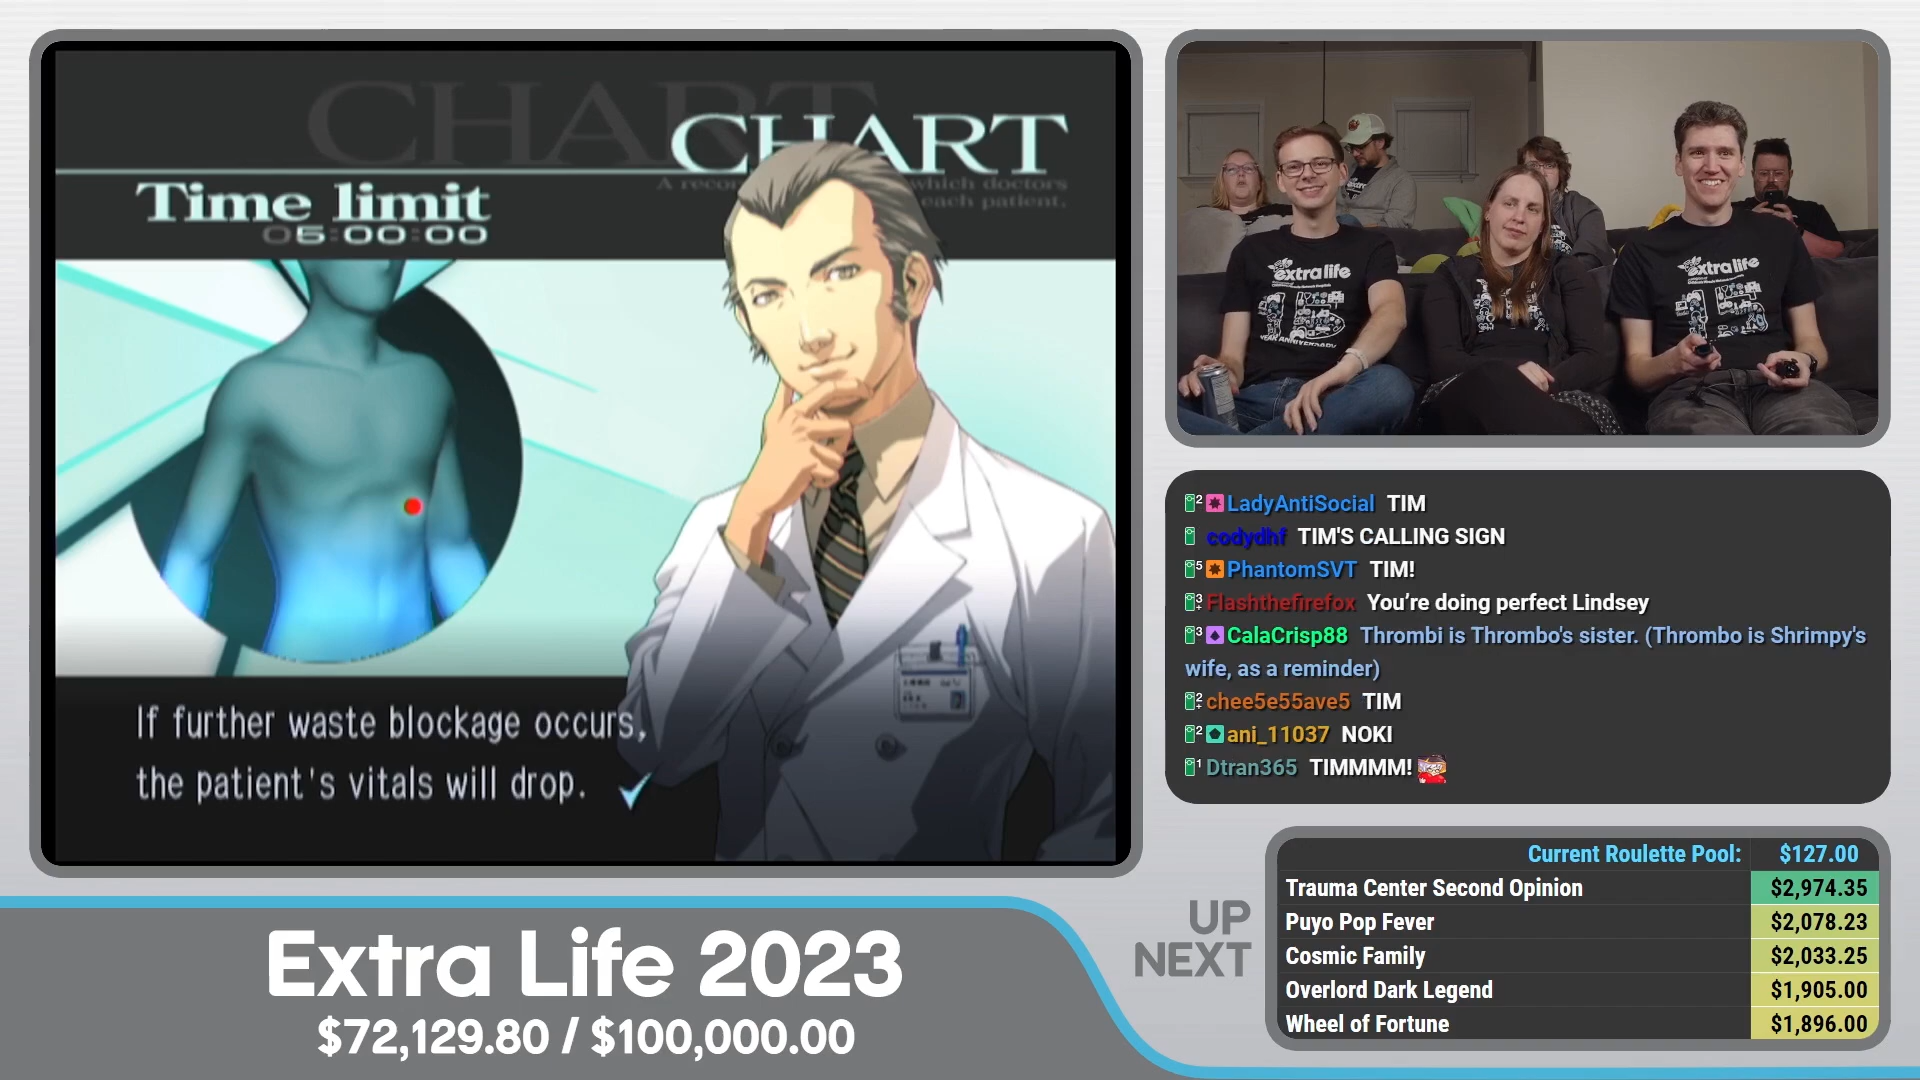 CHART
CHART
A recor which doctors
each patient.
Time limit
05:00:00
If further waste blockage occurs,
the patient's vitals will drop.
extra life
15
YEAR ANNIVERSARY
extra life
15
LadyAntiSocial TIM
codydhf TIM'S CALLING SIGN
PhantomSVT TIM!
Flashthefirefox You’re doing perfect Lindsey
CalaCrisp88 Thrombi is Thrombo's sister. (Thrombo is Shrimpy's
wife, as a reminder)
chee5e55ave5 TIM
ani_11037 NOKI
Dtran365 TIMMMM!
UP
NEXT
Current Roulette Pool: $127.00
Trauma Center Second Opinion $2,974.35
Puyo Pop Fever $2,078.23
Cosmic Family $2,033.25
Overlord Dark Legend $1,905.00
Wheel of Fortune $1,896.00
Extra Life 2023
$72,129.80 / $100,000.00